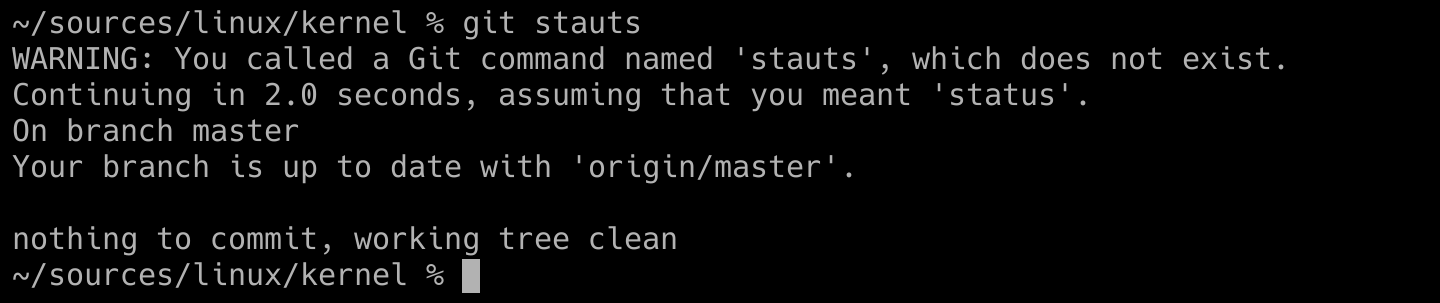 ~/sources/linux/kernel % git stauts
WARNING: You called a Git command named 'stauts', which does not exist.
Continuing in 2.0 seconds, assuming that you meant 'status'.
On branch master
Your branch is up to date with 'origin/master'.

nothing to commit, working tree clean
~/sources/linux/kernel %